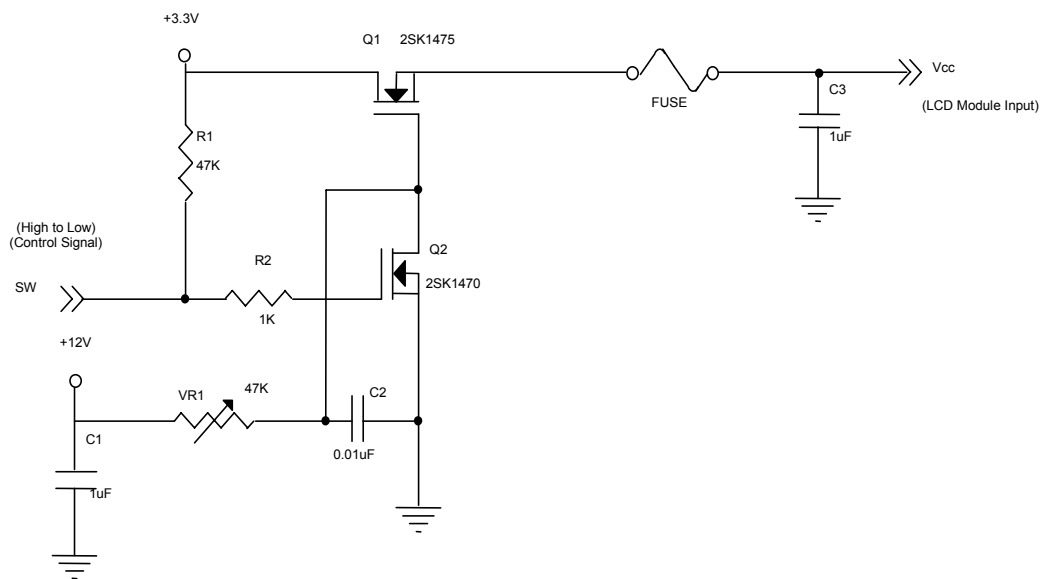 +3.3V
Q1 2SK1475
Vcc
C3
FUSE
(LCD Module Input)
R1
1uF
47K
(High to Low)
(Control Signal)
Q2
R2
SW
2SK1470
1K
+12V
VR1
47K
C2
C1
0.01uF
1uF